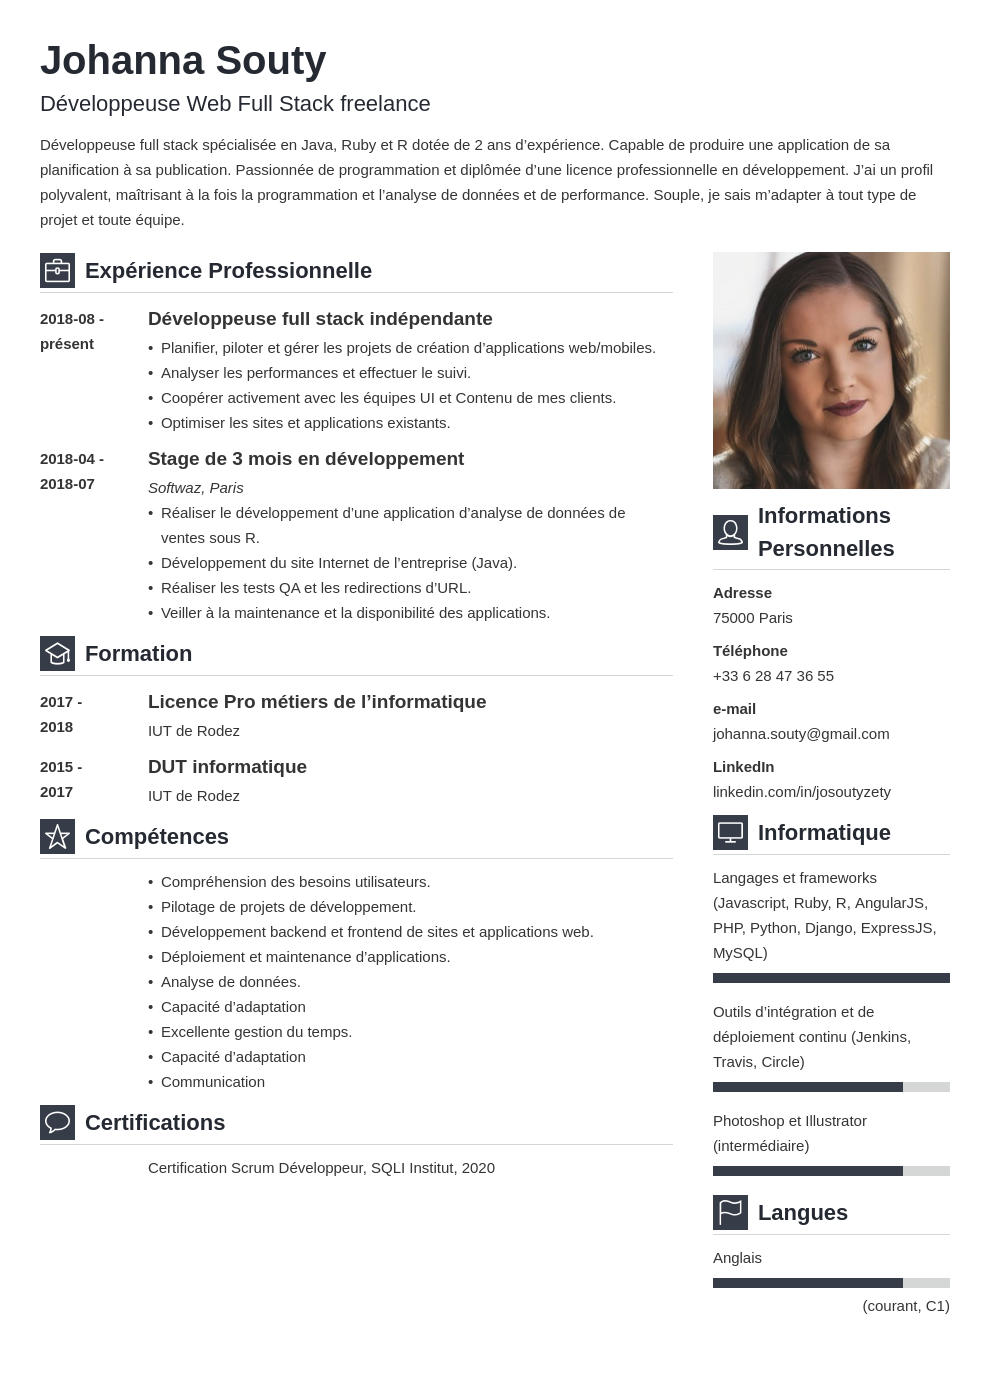 Johanna Souty
Développeuse Web Full Stack freelance
Développeuse full stack spécialisée en Java, Ruby et R dotée de 2 ans d’expérience. Capable de produire une application de sa
planification à sa publication. Passionnée de programmation et diplômée d’une licence professionnelle en développement. J’ai un profil
polyvalent, maîtrisant à la fois la programmation et l’analyse de données et de performance. Souple, je sais m’adapter à tout type de
projet et toute équipe.
Expérience Professionnelle
2018-08 -
présent
Développeuse full stack indépendante
• Planifier, piloter et gérer les projets de création d’applications web/mobiles.
• Analyser les performances et effectuer le suivi.
• Coopérer activement avec les équipes UI et Contenu de mes clients.
• Optimiser les sites et applications existants.
2018-04 -
2018-07
Stage de 3 mois en développement
Softwaz, Paris
• Réaliser le développement d’une application d’analyse de données de
ventes sous R.
• Développement du site Internet de l’entreprise (Java).
• Réaliser les tests QA et les redirections d’URL.
• Veiller à la maintenance et la disponibilité des applications.
Formation
2017 -
2018
Licence Pro métiers de l’informatique
IUT de Rodez
2015 -
2017
DUT informatique
IUT de Rodez
Compétences
• Compréhension des besoins utilisateurs.
• Pilotage de projets de développement.
• Développement backend et frontend de sites et applications web.
• Déploiement et maintenance d’applications.
• Analyse de données.
• Capacité d’adaptation
• Excellente gestion du temps.
• Capacité d’adaptation
• Communication
Certifications
Certification Scrum Développeur, SQLI Institut, 2020
Informations
Personnelles
Adresse
75000 Paris
Téléphone
+33 6 28 47 36 55
e-mail
johanna.souty@gmail.com
LinkedIn
linkedin.com/in/josoutyzety
Informatique
Langages et frameworks
(Javascript, Ruby, R, AngularJS,
PHP, Python, Django, ExpressJS,
MySQL)
Outils d’intégration et de
déploiement continu (Jenkins,
Travis, Circle)
Photoshop et Illustrator
(intermédiaire)
Langues
Anglais
(courant, C1)